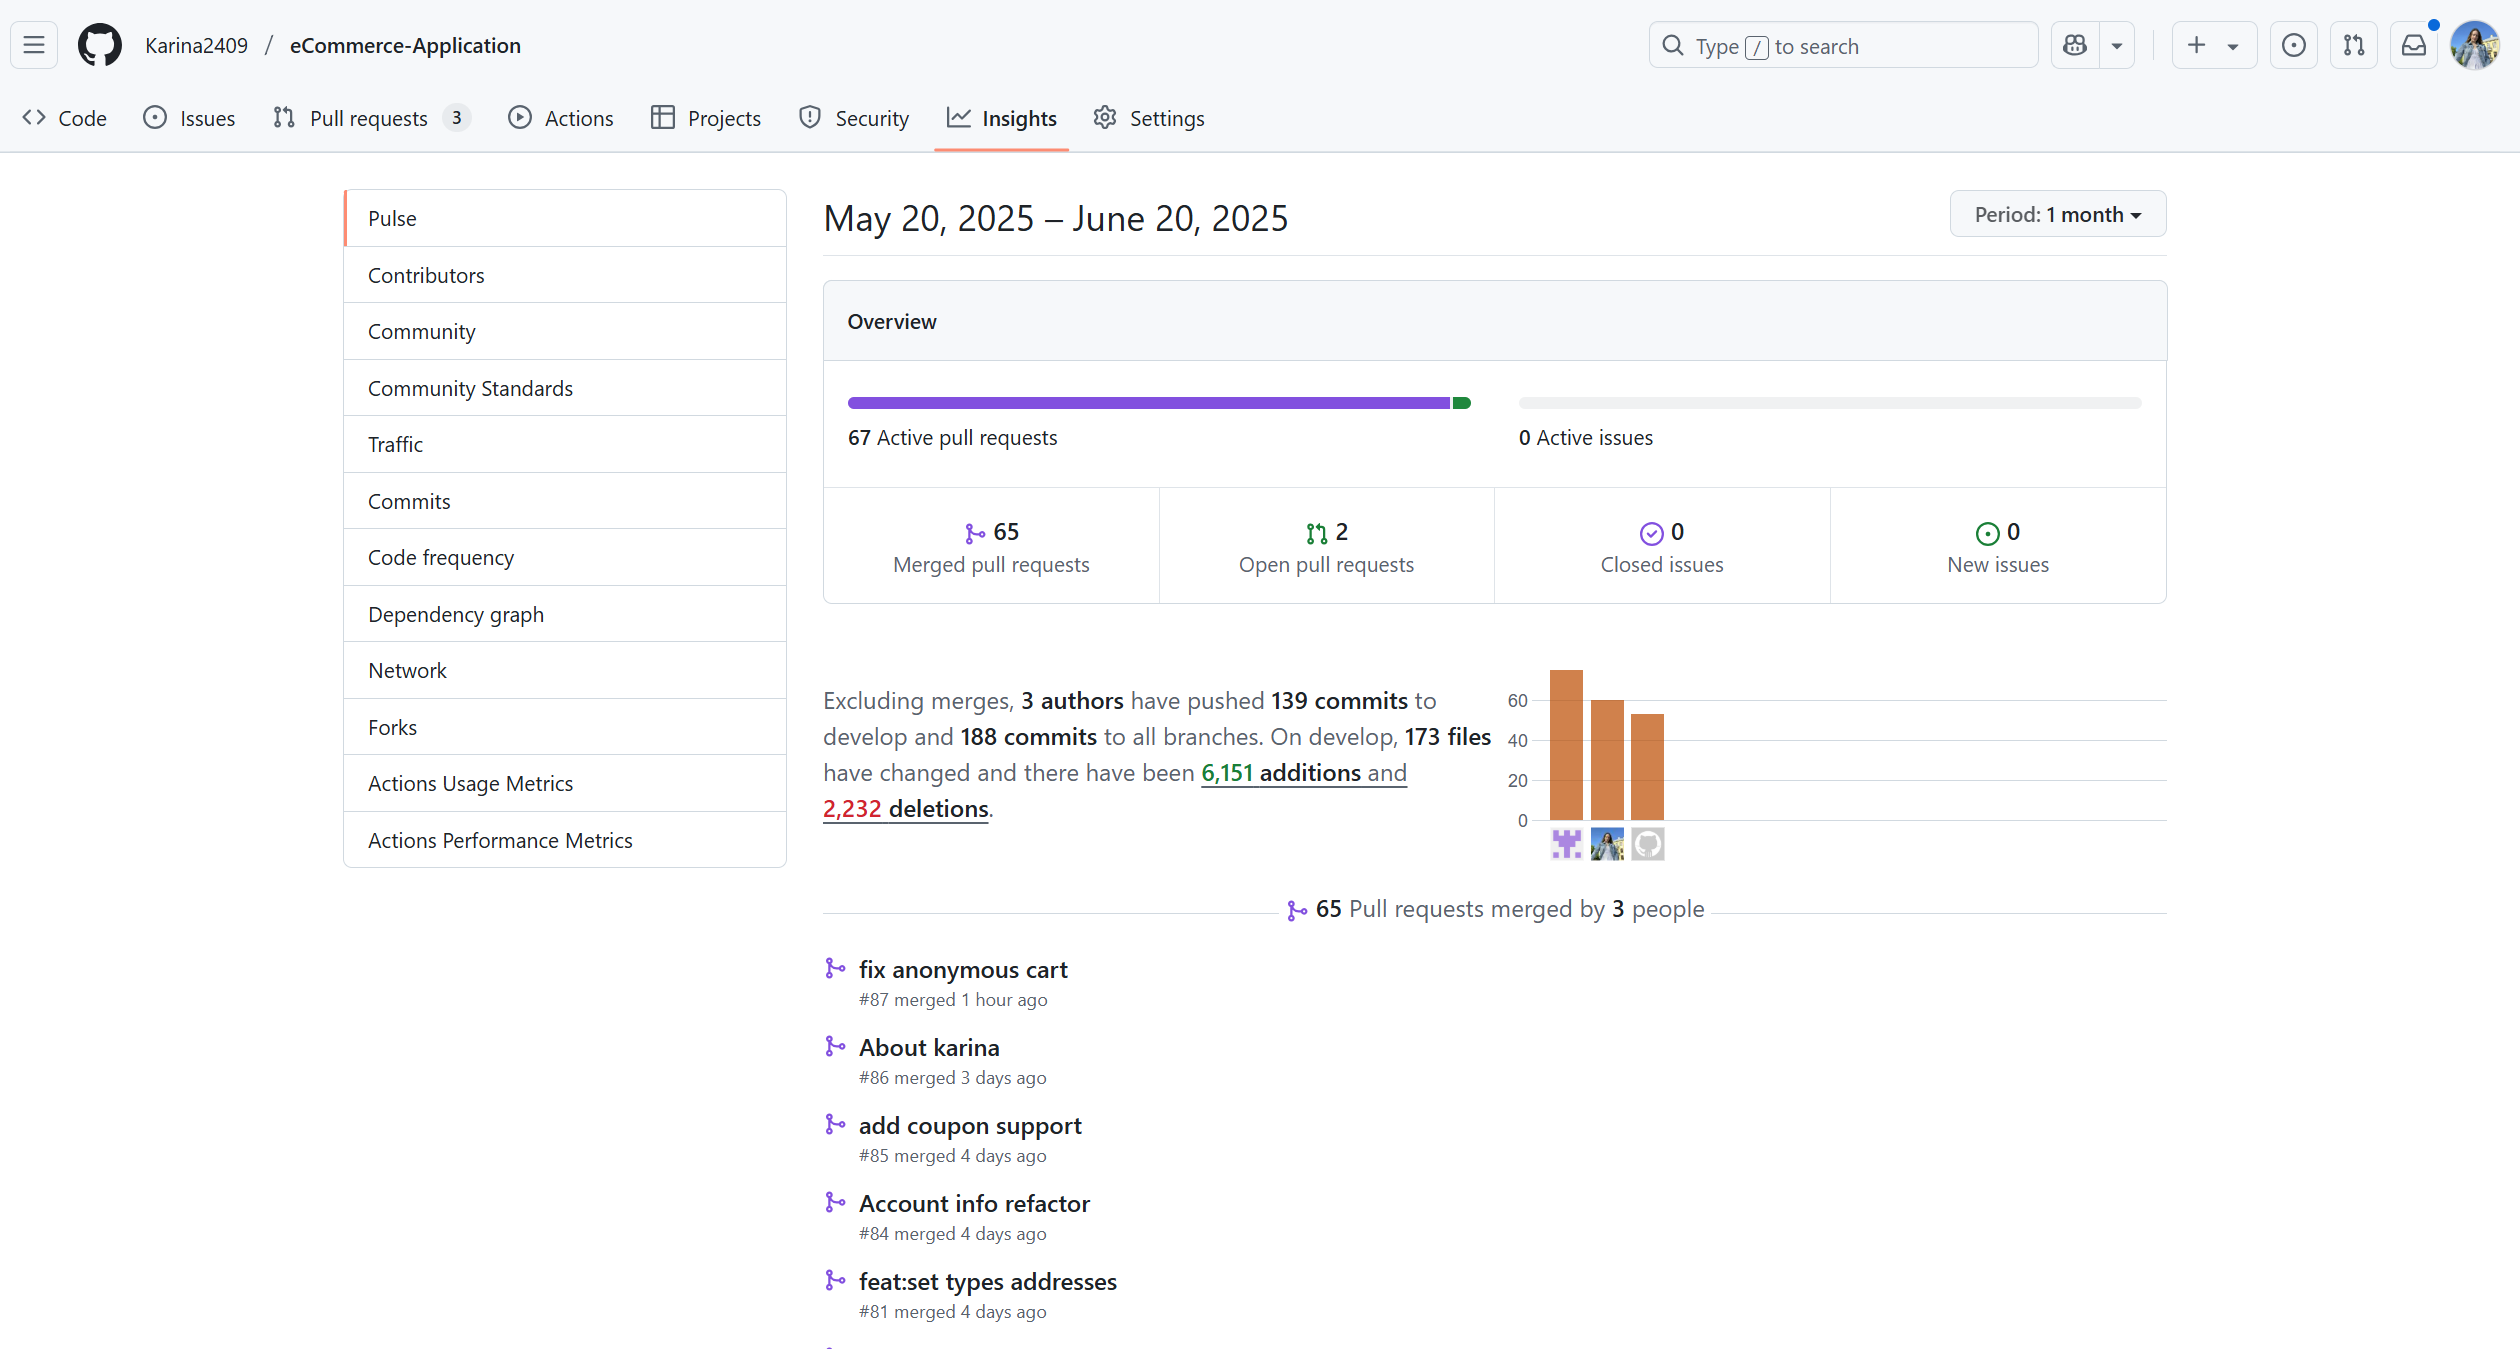 Karina2409 / eCommerce-Application
Type / to search
Code
Issues
Pull requests 3
Actions
Projects
Security
Insights
Settings
Pulse
Contributors
Community
Community Standards
Traffic
Commits
Code frequency
Dependency graph
Network
Forks
Actions Usage Metrics
Actions Performance Metrics
May 20, 2025 – June 20, 2025
Period: 1 month
Overview
67 Active pull requests
0 Active issues
65
Merged pull requests
2
Open pull requests
0
Closed issues
0
New issues
Excluding merges, 3 authors have pushed 139 commits to
develop and 188 commits to all branches. On develop, 173 files
have changed and there have been 6,151 additions and
2,232 deletions.
60
40
20
0
65 Pull requests merged by 3 people
fix anonymous cart
#87 merged 1 hour ago
About karina
#86 merged 3 days ago
add coupon support
#85 merged 4 days ago
Account info refactor
#84 merged 4 days ago
feat:set types addresses
#81 merged 4 days ago